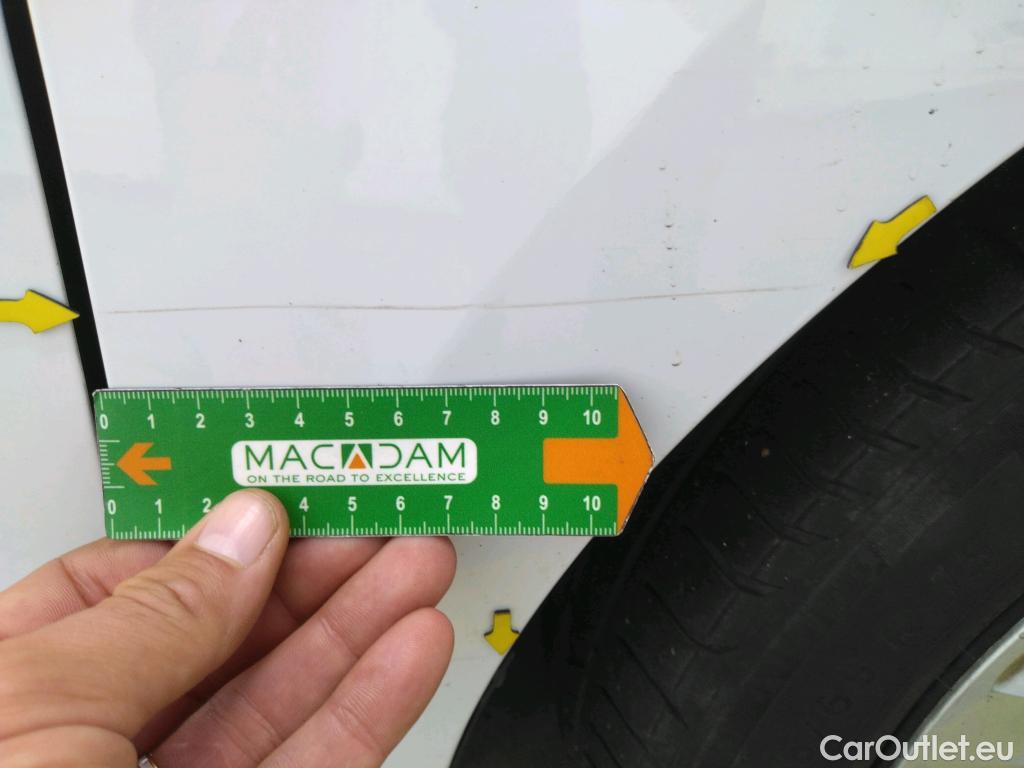 0 1 2 3 4 5 6 7 8 9 10
MACADAM
ON THE ROAD TO EXCELLENCE
0 1 2 4 5 6 7 8 9 10
CarOutlet.eu